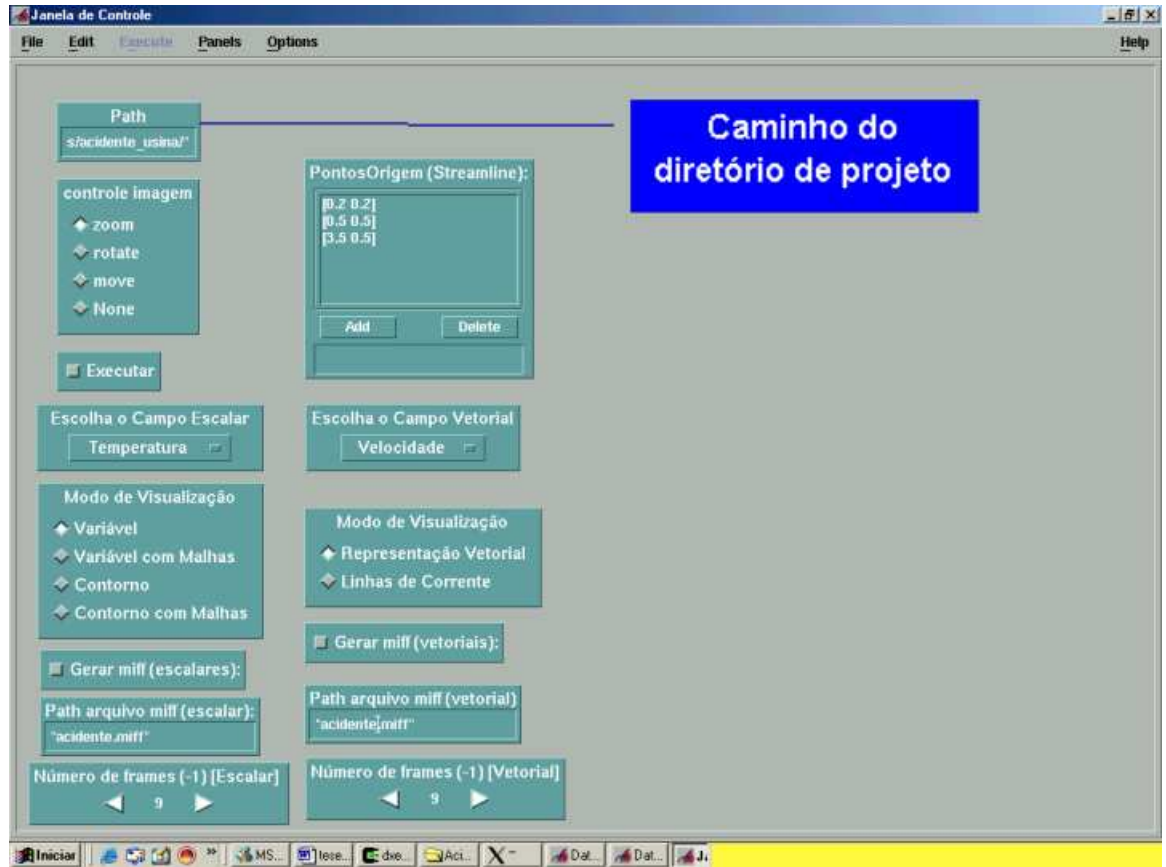 Janela de Controle
File Edit Execute Panels Options Help
Path
s/acidente_usina/"
Caminho do
diretório de projeto
controle imagem
zoom
rotate
move
None
PontosOrigem (Streamline):
[0.2 0.2]
[0.5 0.5]
[3.5 0.5]
Add Delete
Executar
Escolha o Campo Escalar
Temperatura
Escolha o Campo Vetorial
Velocidade
Modo de Visualização
Variável
Variável com Malhas
Contorno
Contorno com Malhas
Modo de Visualização
Representação Vetorial
Linhas de Corrente
Gerar miff (escalares):
Gerar miff (vetoriais):
Path arquivo miff (escalar):
"acidente.miff"
Path arquivo miff (vetorial)
"acidente.miff"
Número de frames (-1) [Escalar]
9
Número de frames (-1) [Vetorial]
9
Iniciar » MS... tese... dxe... Aci... X ~ Dat... Dat... J.